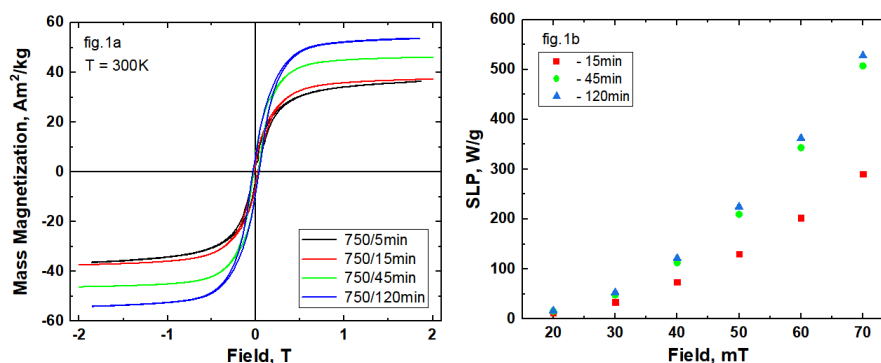 fig.1a
T = 300K
Mass Magnetization, Am²/kg
60
40
20
0
-20
-40
-60
-2
-1
0
1
2
Field, T
750/5min
750/15min
750/45min
750/120min
fig.1b
- 15min
- 45min
- 120min
SLP, W/g
600
500
400
300
200
100
0
20
30
40
50
60
70
Field, mT